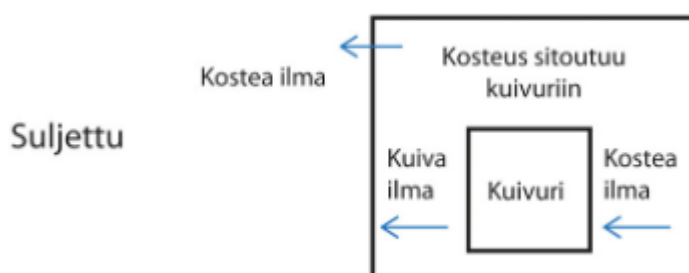 Kostea ilma
Kosteus sitoutuu
kuivuriin
Suljettu
Kuiva
ilma
Kuivuri
Kostea
ilma